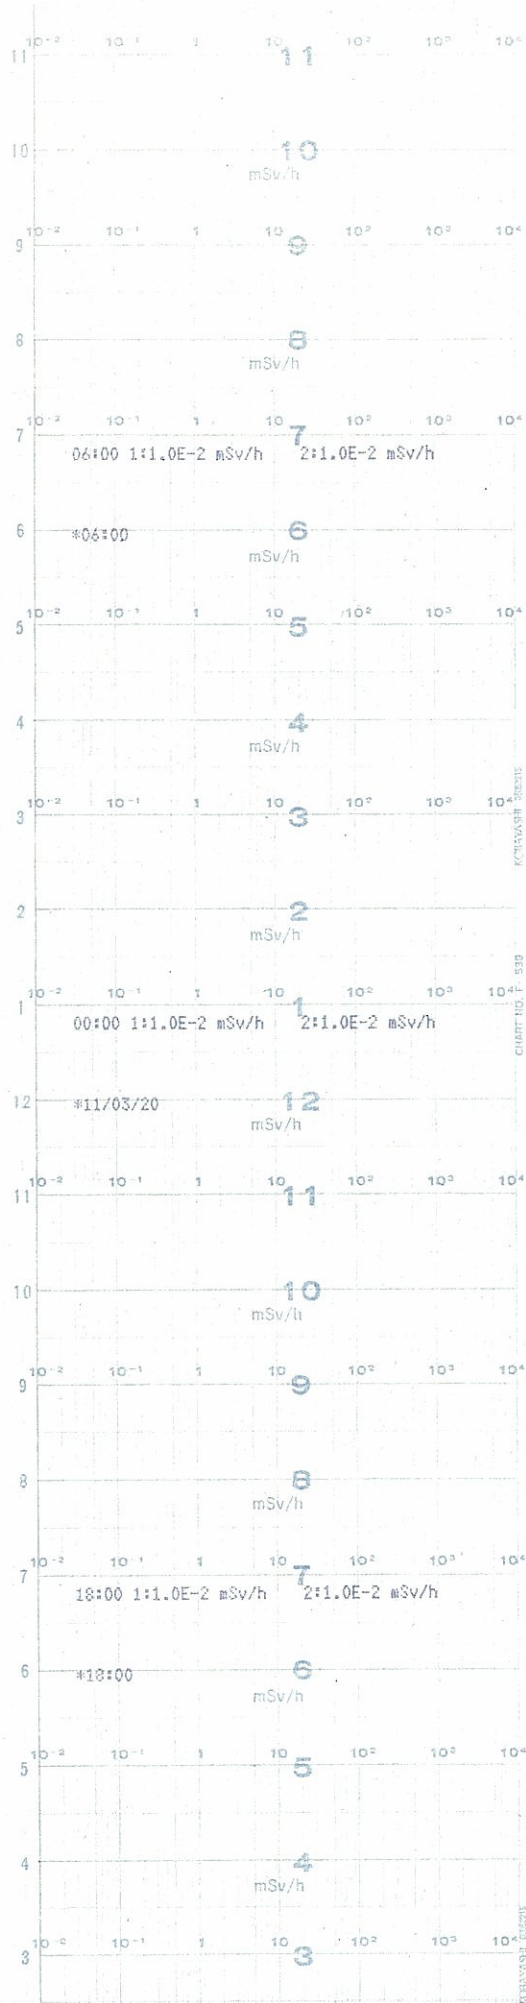 10⁻² 10⁻¹ 1 10 10² 10³ 10⁴
11 11
10 10
mSv/h
10⁻² 10⁻¹ 1 10 10² 10³ 10⁴
9 9
8 8
mSv/h
10⁻² 10⁻¹ 1 10 10² 10³ 10⁴
7 7
06:00 1:1.0E-2 mSv/h 2:1.0E-2 mSv/h
6 *06:00 6
mSv/h
10⁻² 10⁻¹ 1 10 10² 10³ 10⁴
5 5
4 4
mSv/h
10⁻² 10⁻¹ 1 10 10² 10³ 10⁴
3 3
2 2
mSv/h
10⁻² 10⁻¹ 1 10 10² 10³ 10⁴
1 1
00:00 1:1.0E-2 mSv/h 2:1.0E-2 mSv/h
12 *11/03/20 12
mSv/h
10⁻² 10⁻¹ 1 10 10² 10³ 10⁴
11 11
10 10
mSv/h
10⁻² 10⁻¹ 1 10 10² 10³ 10⁴
9 9
8 8
mSv/h
10⁻² 10⁻¹ 1 10 10² 10³ 10⁴
7 7
18:00 1:1.0E-2 mSv/h 2:1.0E-2 mSv/h
6 *18:00 6
mSv/h
10⁻² 10⁻¹ 1 10 10² 10³ 10⁴
5 5
4 4
mSv/h
10⁻² 10⁻¹ 1 10 10² 10³ 10⁴
3 3
CHART NO.
KOBAYASHI